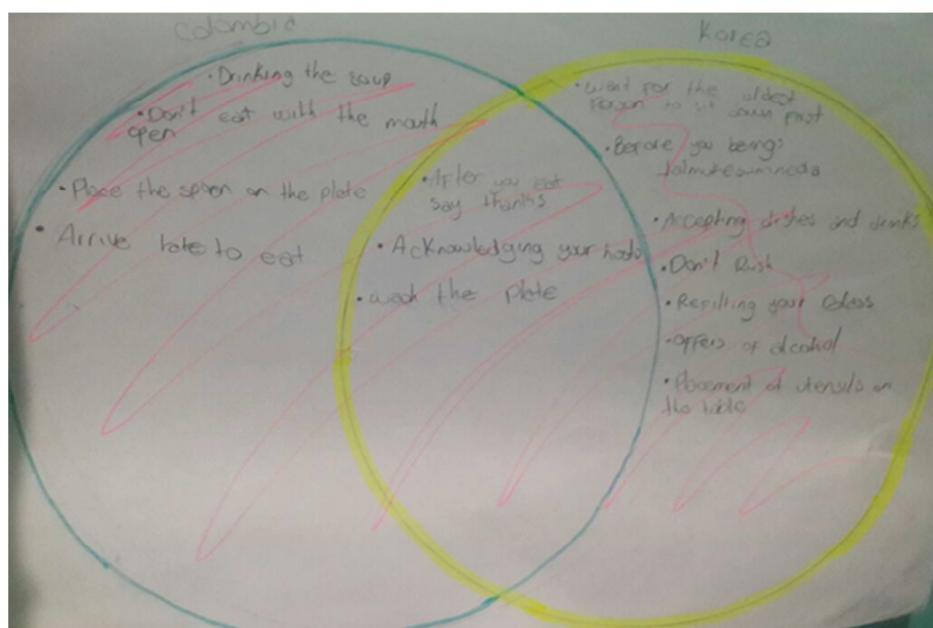 Colombia
• Drinking the soup
• Don't eat with the mouth
open
• Place the spoon on the plate
• Arrive late to eat
• After you eat
say thanks
• Acknowledging your hosts
• wash the plate
Korea
• wait for the oldest
person to sit down first
• Before you being:
• Accepting dishes and drinks
• Don't Rush
• Refilling your Glass
• offers of alcohol
• Placement of utensils on
the table